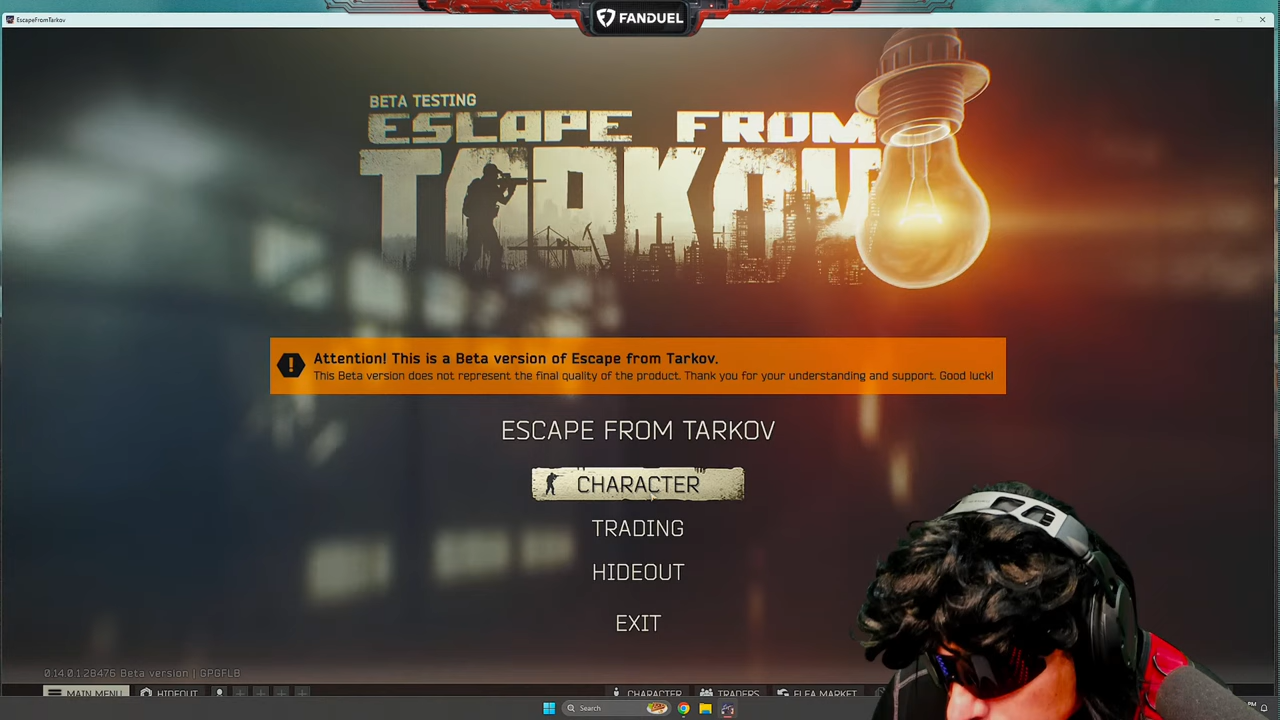 EscapeFromTarkov
FANDUEL
BETA TESTING
ESCAPE FROM
TARKOV
Attention! This is a Beta version of Escape from Tarkov.
This Beta version does not represent the final quality of the product. Thank you for your understanding and support. Good luck!
ESCAPE FROM TARKOV
CHARACTER
TRADING
HIDEOUT
EXIT
0.14.0.1.28476 Beta version | GPGFLB
MAIN MENU HIDEOUT CHARACTER TRADERS FLEA MARKET
Search
PM